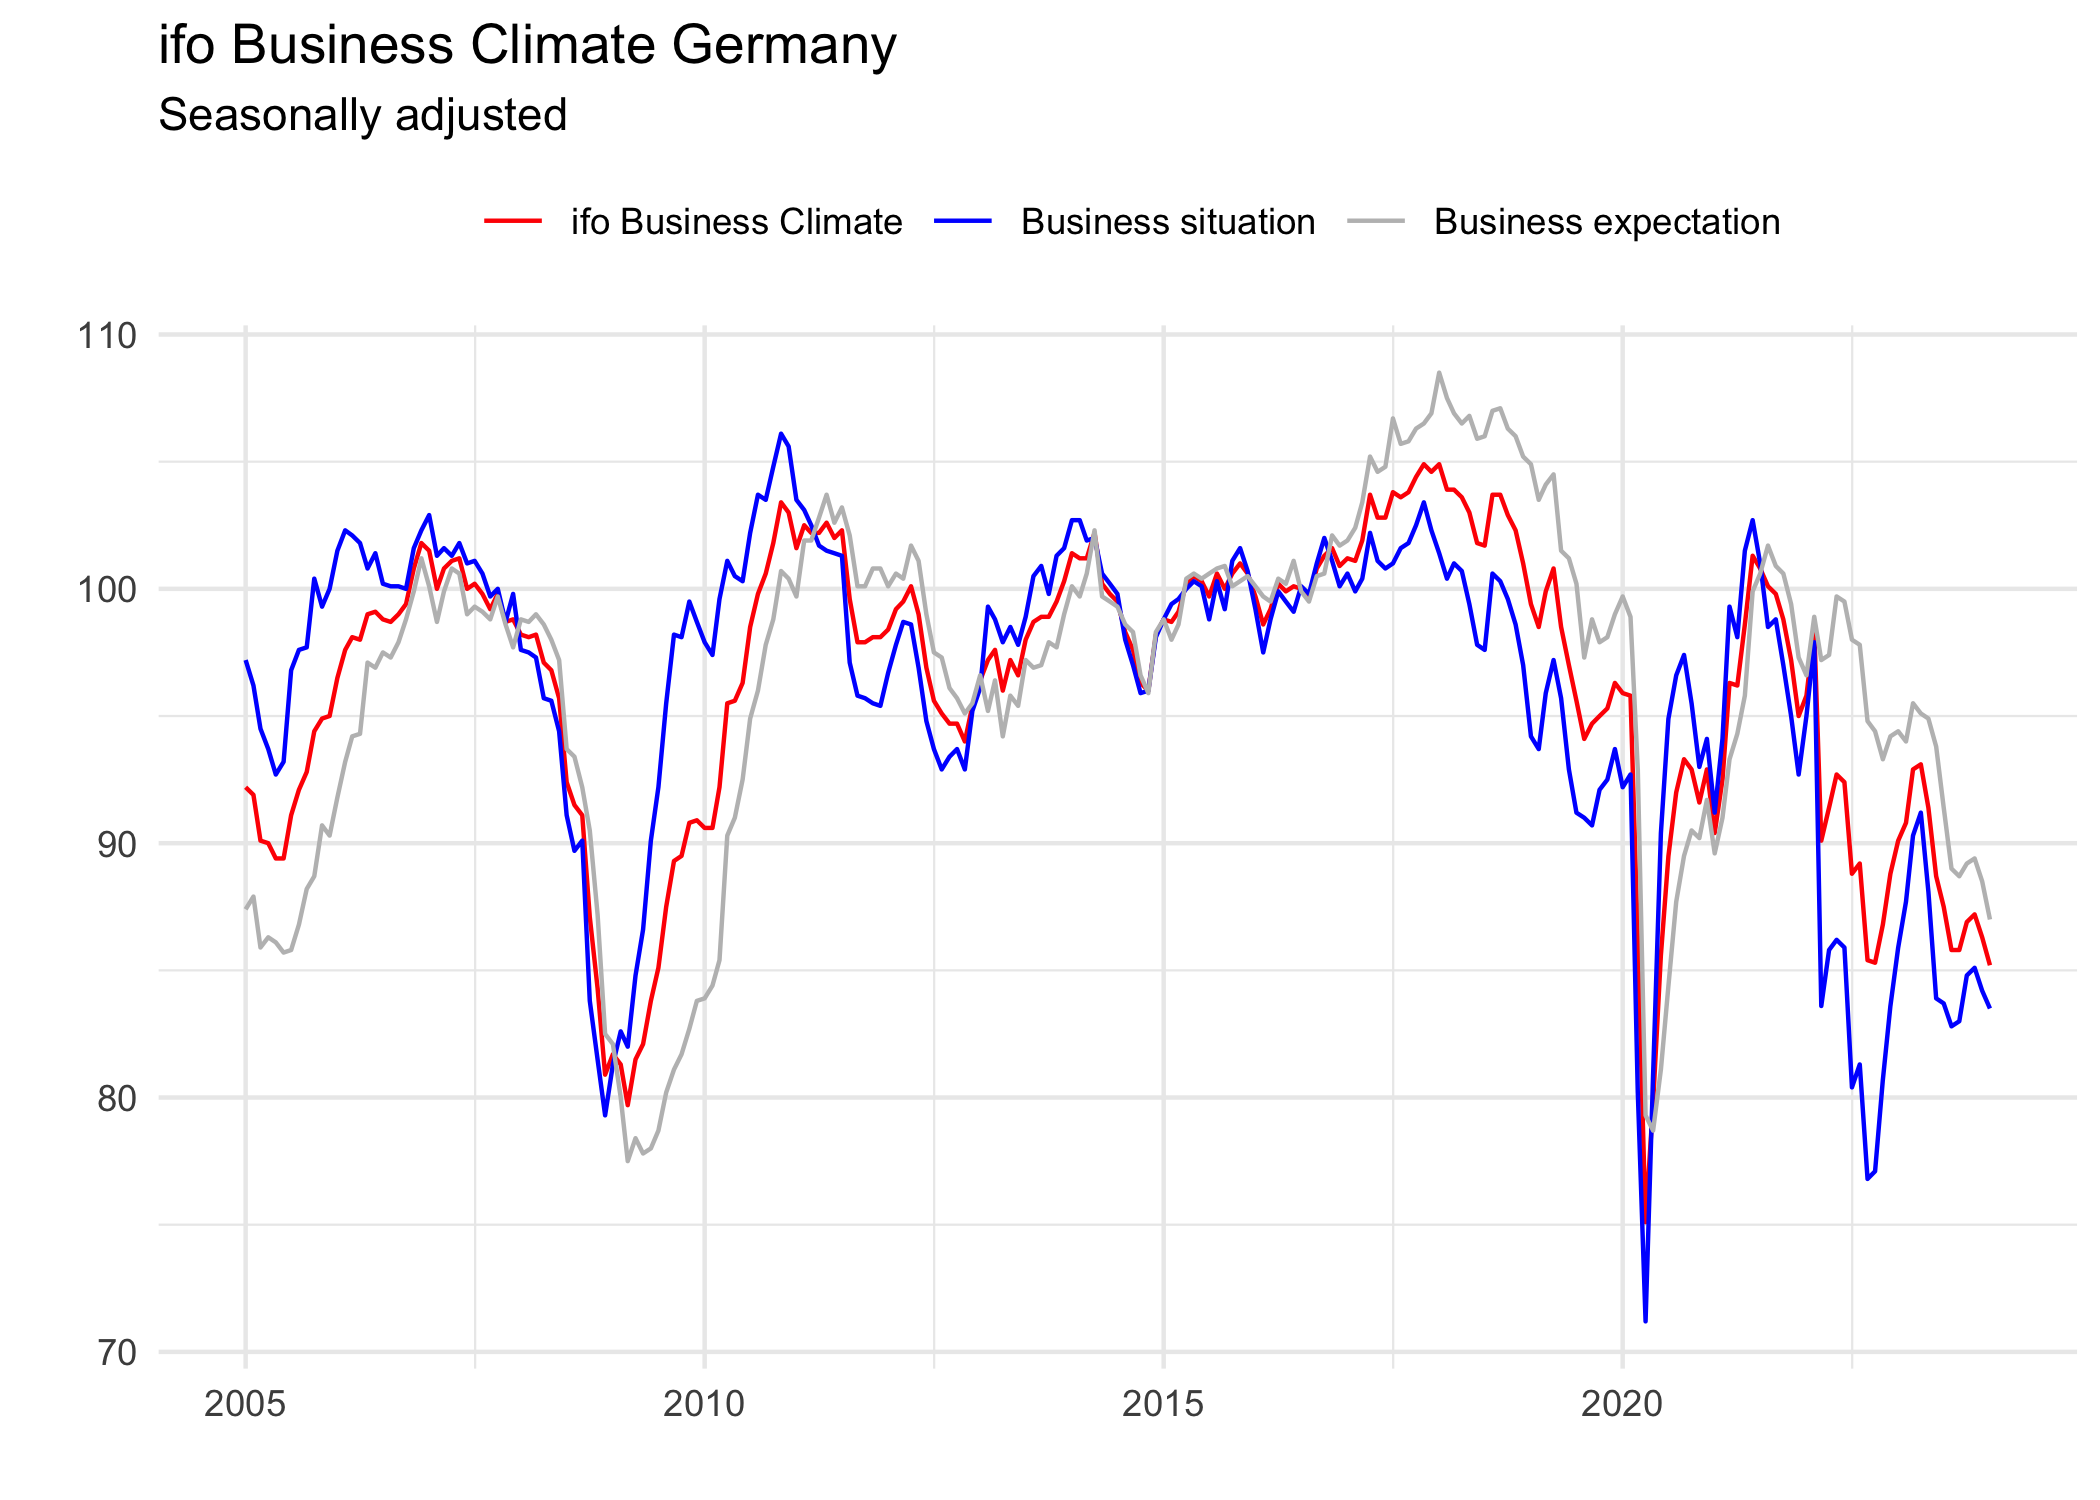 ifo Business Climate Germany
Seasonally adjusted
ifo Business Climate Business situation Business expectation
110
100
90
80
70
2005 2010 2015 2020